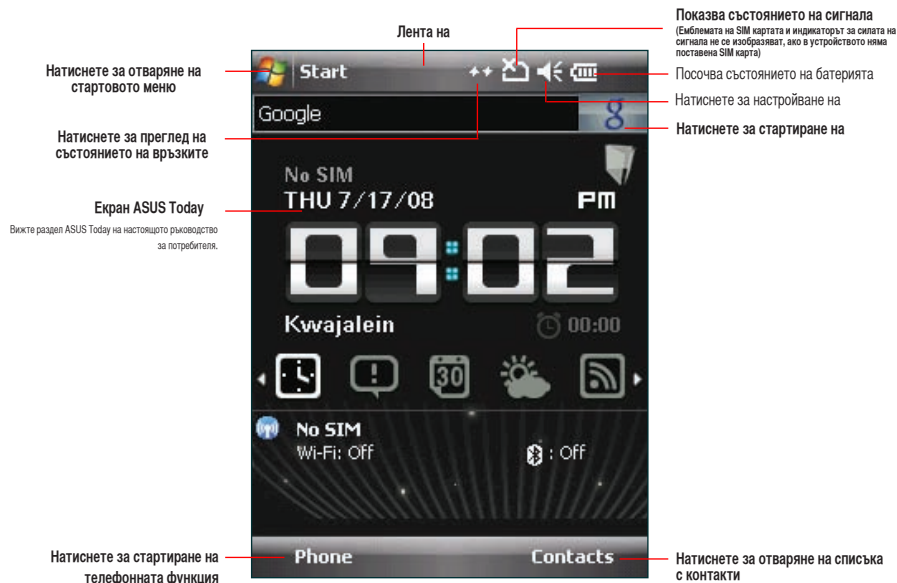 Показва състоянието на сигнала
(Емблемата на SIM картата и индикаторът за силата на
сигнала не се изобразяват, ако в устройството няма
поставена SIM карта)
Лента на
Натиснете за отваряне на
стартовото меню
Start
Посочва състоянието на батерията
Натиснете за настройване на
Google
g
Натиснете за стартиране на
Натиснете за преглед на
състоянието на връзките
No SIM
THU 7/17/08
PM
Екран ASUS Today
Вижте раздел ASUS Today на настоящото ръководство
за потребителя.
09:02
Kwajalein
00:00
30
No SIM
Wi-Fi: Off
: Off
Натиснете за стартиране на
телефонната функция
Phone
Contacts
Натиснете за отваряне на списъка
с контакти